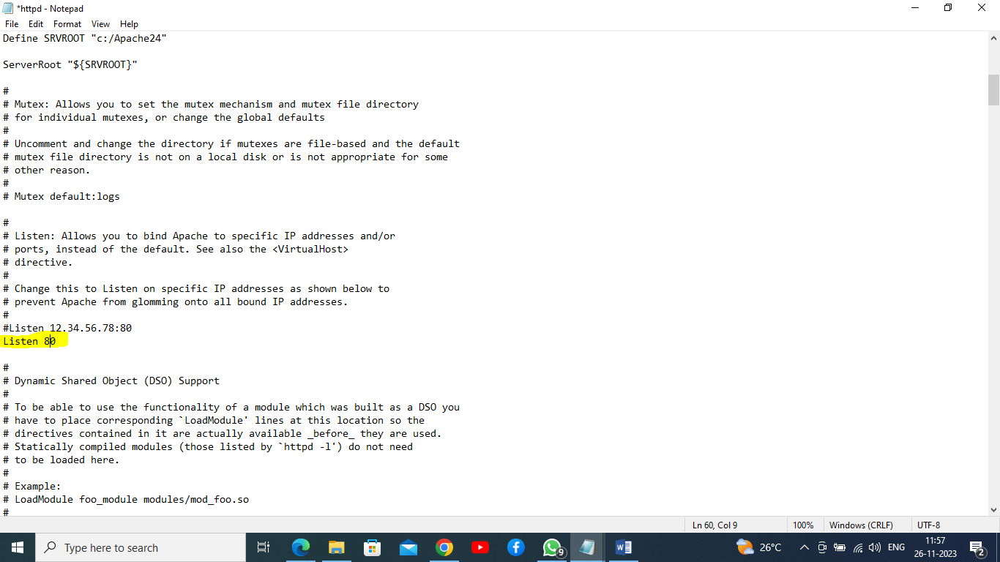 *httpd - Notepad
File Edit Format View Help
Define SRVROOT "c:/Apache24"
ServerRoot "${SRVROOT}"
#
# Mutex: Allows you to set the mutex mechanism and mutex file directory
# for individual mutexes, or change the global defaults
#
# Uncomment and change the directory if mutexes are file-based and the default
# mutex file directory is not on a local disk or is not appropriate for some
# other reason.
#
# Mutex default:logs
#
# Listen: Allows you to bind Apache to specific IP addresses and/or
# ports, instead of the default. See also the <VirtualHost>
# directive.
#
# Change this to Listen on specific IP addresses as shown below to
# prevent Apache from glomming onto all bound IP addresses.
#
#Listen 12.34.56.78:80
Listen 80
#
# Dynamic Shared Object (DSO) Support
#
# To be able to use the functionality of a module which was built as a DSO you
# have to place corresponding `LoadModule' lines at this location so the
# directives contained in it are actually available _before_ they are used.
# Statically compiled modules (those listed by `httpd -l') do not need
# to be loaded here.
#
# Example:
# LoadModule foo_module modules/mod_foo.so
#
Ln 60, Col 9 100% Windows (CRLF) UTF-8
Type here to search 9 26°C ENG 11:57
26-11-2023 2